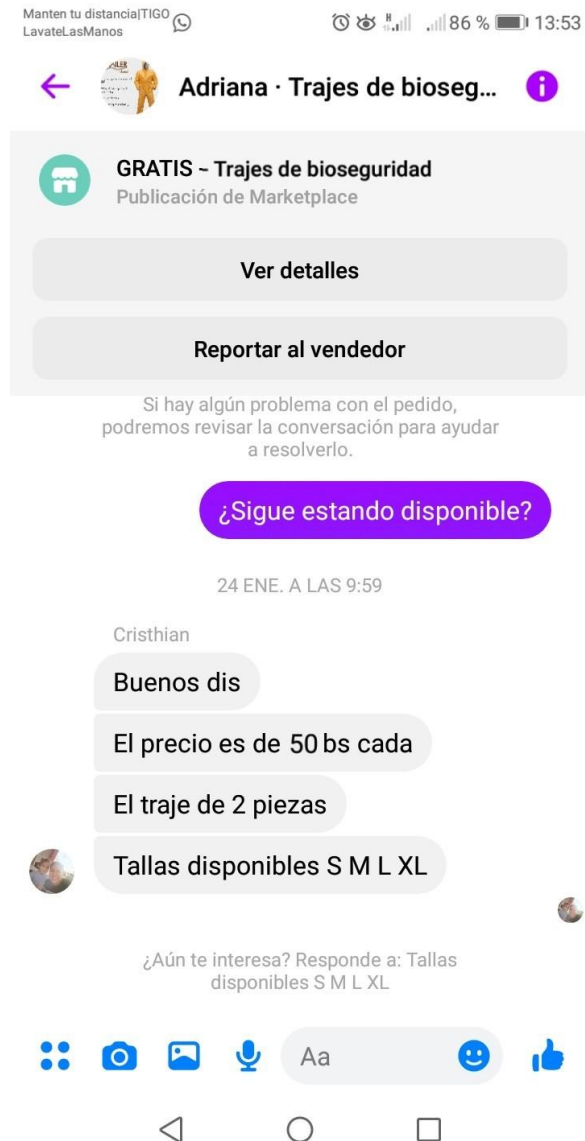 Manten tu distancia|TIGO
LavateLasManos
86 % 13:53
Adriana · Trajes de bioseg...
GRATIS - Trajes de bioseguridad
Publicación de Marketplace
Ver detalles
Reportar al vendedor
Si hay algún problema con el pedido,
podremos revisar la conversación para ayudar
a resolverlo.
¿Sigue estando disponible?
24 ENE. A LAS 9:59
Cristhian
Buenos dis
El precio es de 50 bs cada
El traje de 2 piezas
Tallas disponibles S M L XL
¿Aún te interesa? Responde a: Tallas
disponibles S M L XL
Aa